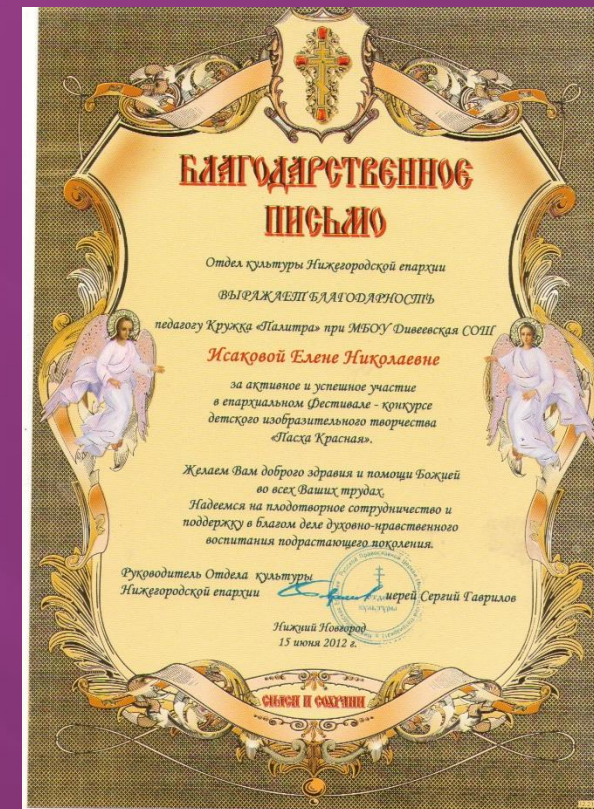 БЛАГОДАРСТВЕННОЕ
ПИСЬМО
Отдел культуры Нижегородской епархии
ВЫРАЖАЕТ БЛАГОДАРНОСТЬ
педагогу Кружка «Палитра» при МБОУ Дивеевская СОШ
Исаковой Елене Николаевне
за активное и успешное участие
в епархиальном Фестивале - конкурсе
детского изобразительного творчества
«Пасха Красная».
Желаем Вам доброго здравия и помощи Божией
во всех Ваших трудах.
Надеемся на плодотворное сотрудничество и
поддержку в благом деле духовно-нравственного
воспитания подрастающего поколения.
Руководитель Отдела культуры
Нижегородской епархии
иерей Сергий Гаврилов
культуры
Нижний Новгород
15 июня 2012 г.
СПАСИ И СОХРАНИ